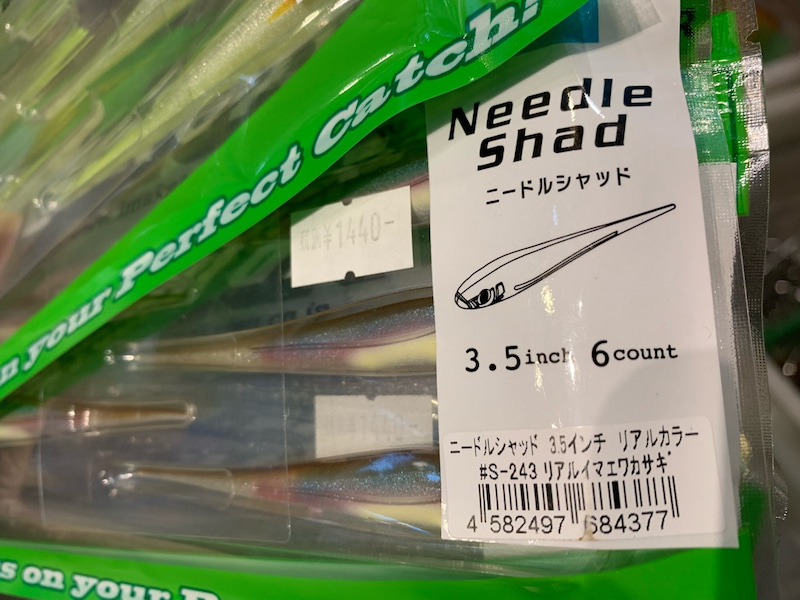 on your Perfect Catch!
Needle
Shad
ニードルシャッド
税別¥1440-
3.5inch 6count
ニードルシャッド 3.5インチ リアルカラー
#S-243 リアルイマエワカサギ
4 582497 684377
s on your